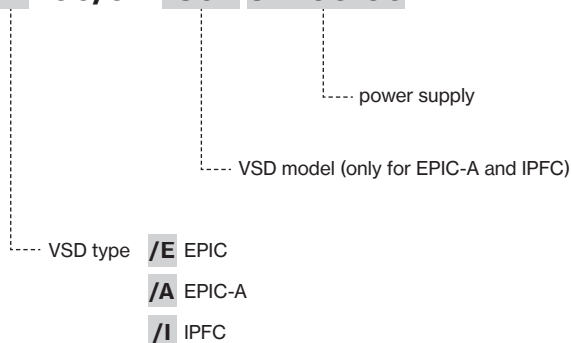 power supply
VSD model (only for EPIC-A and IPFC)
VSD type /E EPIC
/A EPIC-A
/I IPFC